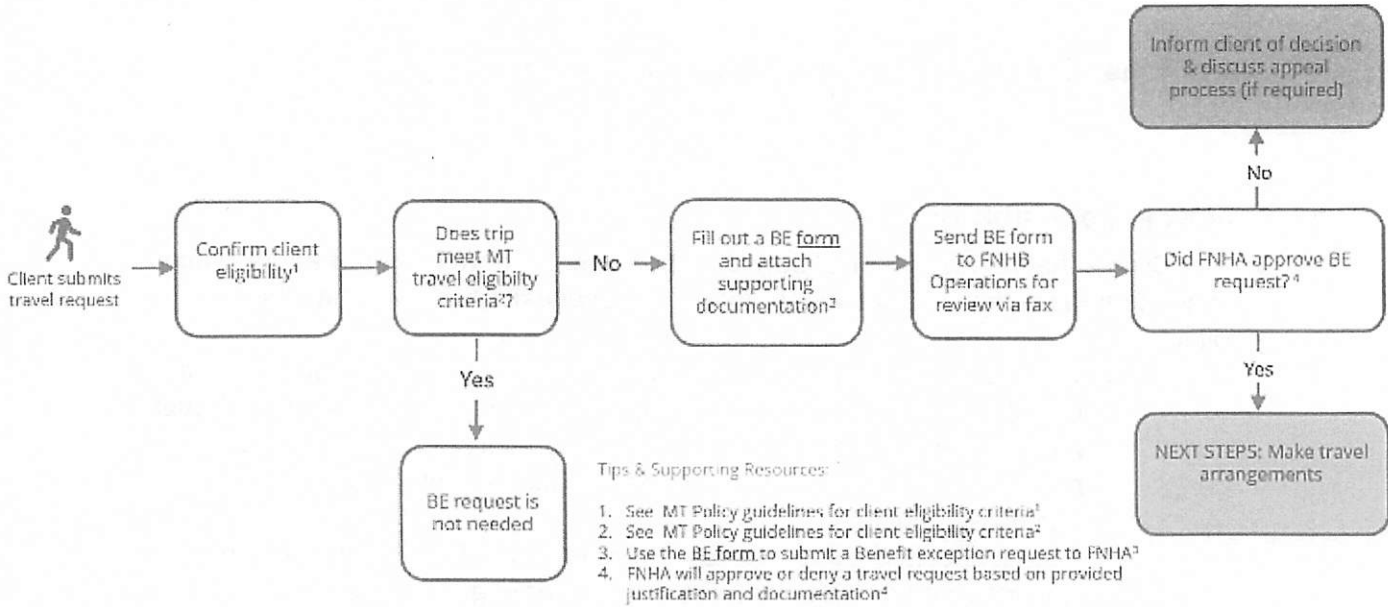 Client submits
travel request
Confirm client
eligibility¹
Does trip
meet MT
travel eligibilty
criteria²?
No
Yes
BE request is
not needed
Fill out a BE form
and attach
supporting
documentation³
Send BE form
to FNHB
Operations for
review via fax
Did FNHA approve BE
request?⁴
No
Inform client of decision
& discuss appeal
process (if required)
Yes
NEXT STEPS: Make travel
arrangements
Tips & Supporting Resources:
1. See MT Policy guidelines for client eligibility criteria¹
2. See MT Policy guidelines for client eligibility criteria²
3. Use the BE form to submit a Benefit exception request to FNHA³
4. FNHA will approve or deny a travel request based on provided
justification and documentation⁴